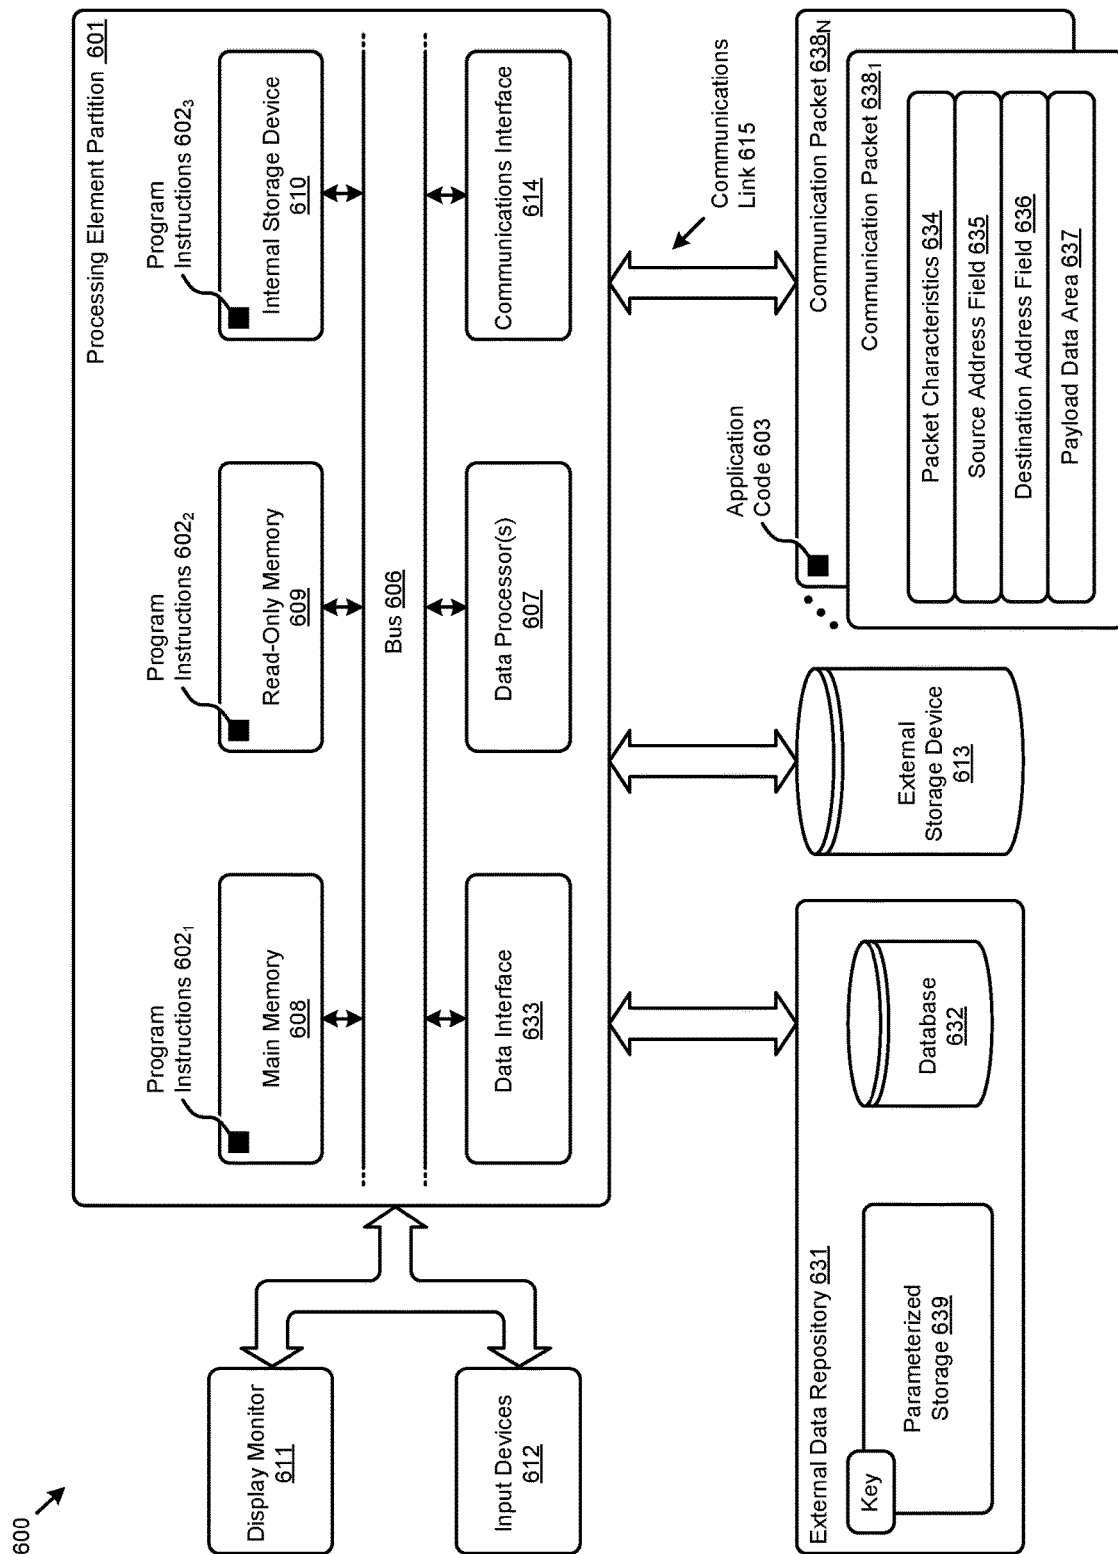 600
Processing Element Partition 601
Program
Instructions 602₁
Program
Instructions 602₂
Program
Instructions 602₃
Display Monitor
611
Main Memory
608
Read-Only Memory
609
Internal Storage Device
610
Bus 606
Input Devices
612
Data Interface
633
Data Processor(s)
607
Communications Interface
614
Communications
Link 615
External Data Repository 631
Key
Parameterized
Storage 639
Database
632
External
Storage Device
613
Application
Code 603
Communication Packet 638N
Communication Packet 638₁
Packet Characteristics 634
Source Address Field 635
Destination Address Field 636
Payload Data Area 637